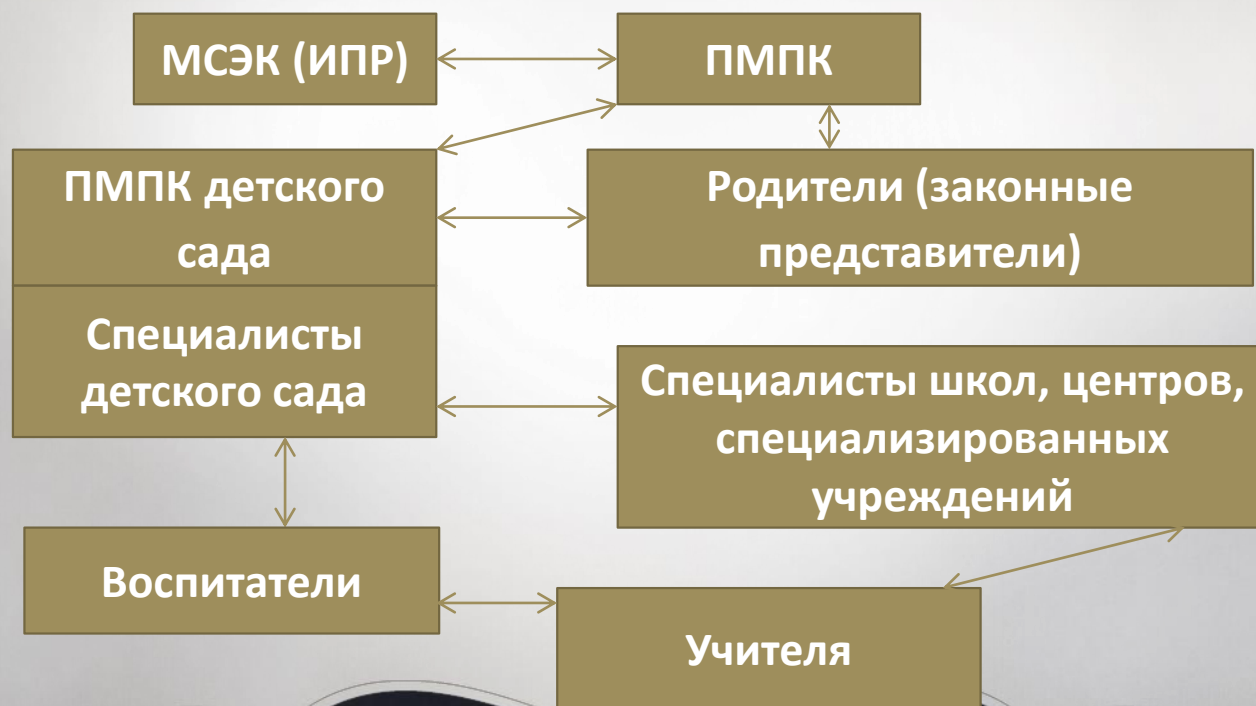 МСЭК (ИПР)
ПМПК
ПМПК детского
сада
Родители (законные
представители)
Специалисты
детского сада
Специалисты школ, центров,
специализированных
учреждений
Воспитатели
Учителя